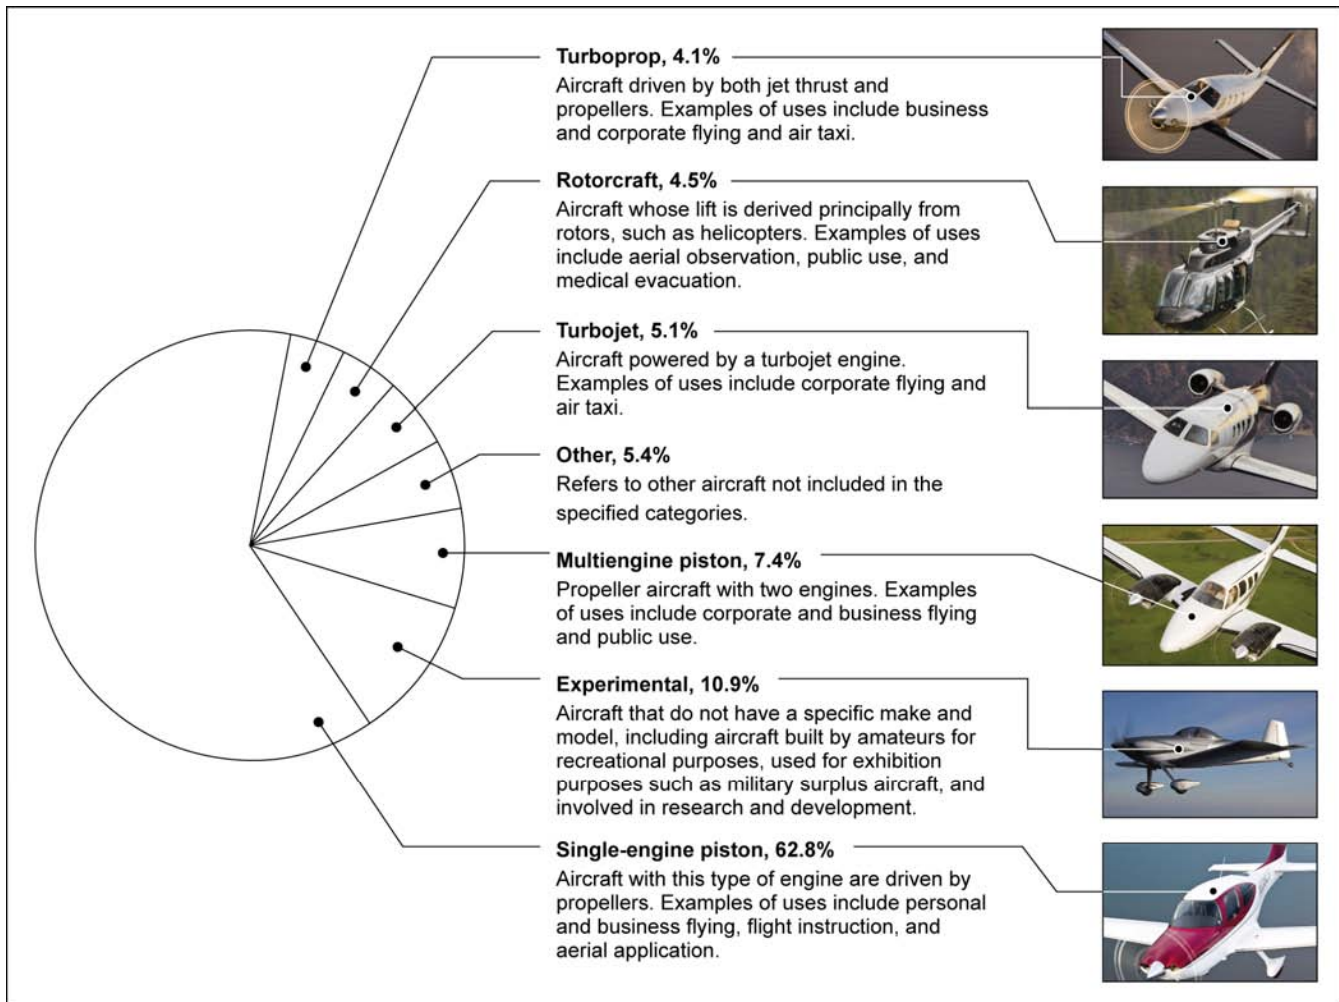 Turboprop, 4.1%
Aircraft driven by both jet thrust and
propellers. Examples of uses include business
and corporate flying and air taxi.
Rotorcraft, 4.5%
Aircraft whose lift is derived principally from
rotors, such as helicopters. Examples of uses
include aerial observation, public use, and
medical evacuation.
Turbojet, 5.1%
Aircraft powered by a turbojet engine.
Examples of uses include corporate flying and
air taxi.
Other, 5.4%
Refers to other aircraft not included in the
specified categories.
Multiengine piston, 7.4%
Propeller aircraft with two engines. Examples
of uses include corporate and business flying
and public use.
Experimental, 10.9%
Aircraft that do not have a specific make and
model, including aircraft built by amateurs for
recreational purposes, used for exhibition
purposes such as military surplus aircraft, and
involved in research and development.
Single-engine piston, 62.8%
Aircraft with this type of engine are driven by
propellers. Examples of uses include personal
and business flying, flight instruction, and
aerial application.